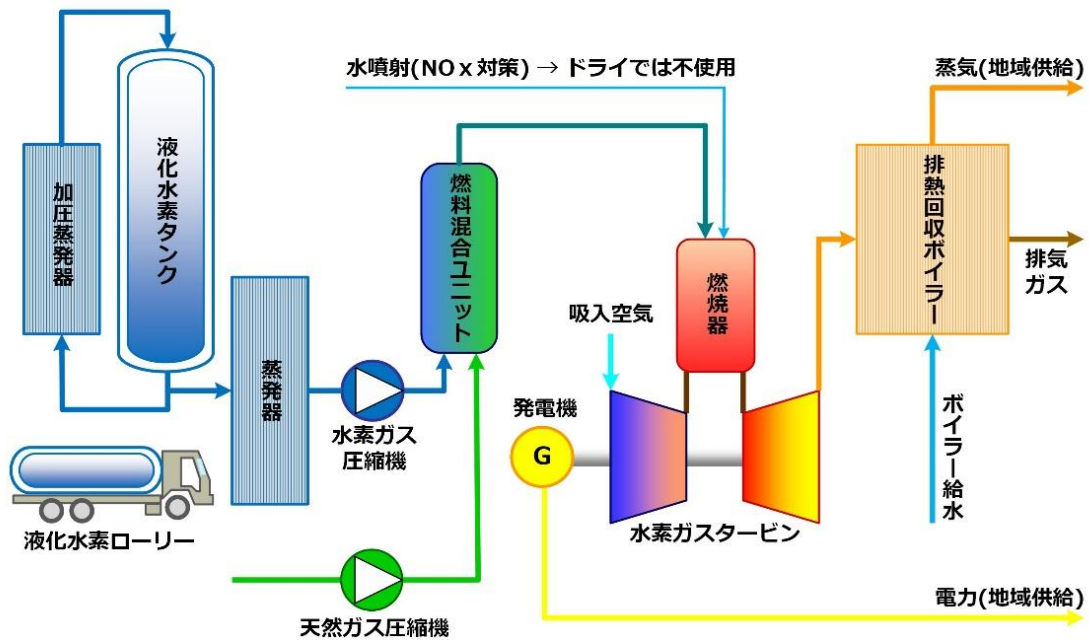 水噴射(NOｘ対策) → ドライでは不使用
蒸気(地域供給)
液化水素タンク
加圧蒸発器
燃料混合ユニット
排熱回収ボイラー
燃焼器
排気
ガス
吸入空気
蒸発器
水素ガス
圧縮機
発電機
G
ボイラー給水
水素ガスタービン
液化水素ローリー
電力(地域供給)
天然ガス圧縮機